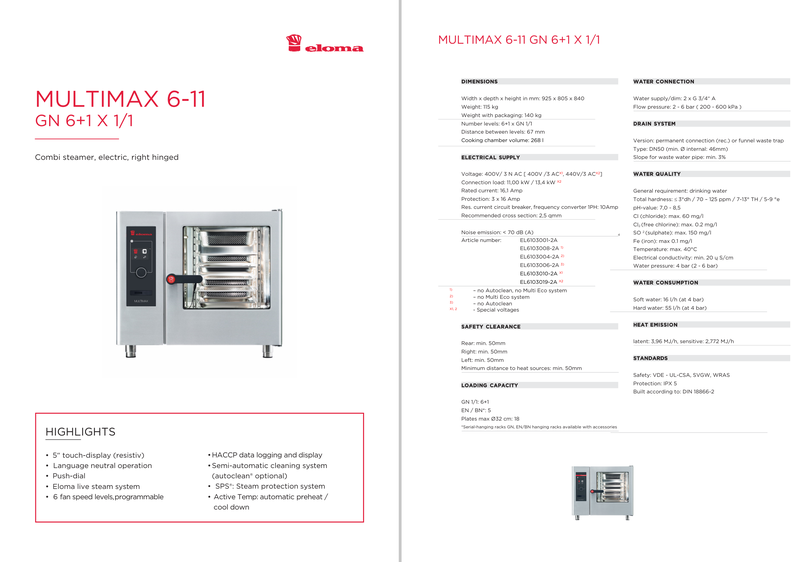 eloma
MULTIMAX 6-11
GN 6+1 X 1/1
Combi steamer, electric, right hinged
HIGHLIGHTS
• 5" touch-display (resistiv)
• Language neutral operation
• Push-dial
• Eloma live steam system
• 6 fan speed levels,programmable
• HACCP data logging and display
• Semi-automatic cleaning system
(autoclean® optional)
• SPS®: Steam protection system
• Active Temp: automatic preheat /
cool down
MULTIMAX 6-11 GN 6+1 X 1/1
DIMENSIONS
Width x depth x height in mm: 925 x 805 x 840
Weight: 115 kg
Weight with packaging: 140 kg
Number levels: 6+1 x GN 1/1
Distance between levels: 67 mm
Cooking chamber volume: 268 l
ELECTRICAL SUPPLY
Voltage: 400V/ 3 N AC [ 400V /3 AC, 440V/3 AC]
Connection load: 11,00 kW / 13,4 kW
Rated current: 16,1 Amp
Protection: 3 x 16 Amp
Res. current circuit breaker, frequency converter 1PH: 10Amp
Recommended cross section: 2,5 qmm
Noise emission: < 70 dB (A)
Article number: EL6103001-2A
EL6103008-2A 1)
EL6103004-2A 2)
EL6103006-2A 3)
EL6103010-2A
EL6103019-2A
1) – no Autoclean, no Multi Eco system
2) – no Multi Eco system
3) – no Autoclean
- Special voltages
SAFETY CLEARANCE
Rear: min. 50mm
Right: min. 50mm
Left: min. 50mm
Minimum distance to heat sources: min. 50mm
LOADING CAPACITY
GN 1/1: 6+1
EN / BN*: 5
Plates max Ø32 cm: 18
*Serial hanging racks GN, EN/BN hanging racks available with accessories
WATER CONNECTION
Water supply/dim: 2 x G 3/4" A
Flow pressure: 2 - 6 bar ( 200 - 600 kPa )
DRAIN SYSTEM
Version: permanent connection (rec.) or funnel waste trap
Type: DN50 (min. Ø internal: 46mm)
Slope for waste water pipe: min. 3%
WATER QUALITY
General requirement: drinking water
Total hardness: ≤ 3°dh / 70 – 125 ppm / 7-13° TH / 5-9 °e
pH-value: 7,0 - 8,5
Cl (chloride): max. 60 mg/l
Cl₂ (free chlorine): max. 0.2 mg/l
SO (sulphate): max. 150 mg/l
Fe (iron): max 0.1 mg/l
Temperature: max. 40°C
Electrical conductivity: min. 20 µ S/cm
Water pressure: 4 bar (2 - 6 bar)
WATER CONSUMPTION
Soft water: 16 l/h (at 4 bar)
Hard water: 55 l/h (at 4 bar)
HEAT EMISSION
latent: 3,96 MJ/h, sensitive: 2,772 MJ/h
STANDARDS
Safety: VDE - UL-CSA, SVGW, WRAS
Protection: IPX 5
Built according to: DIN 18866-2